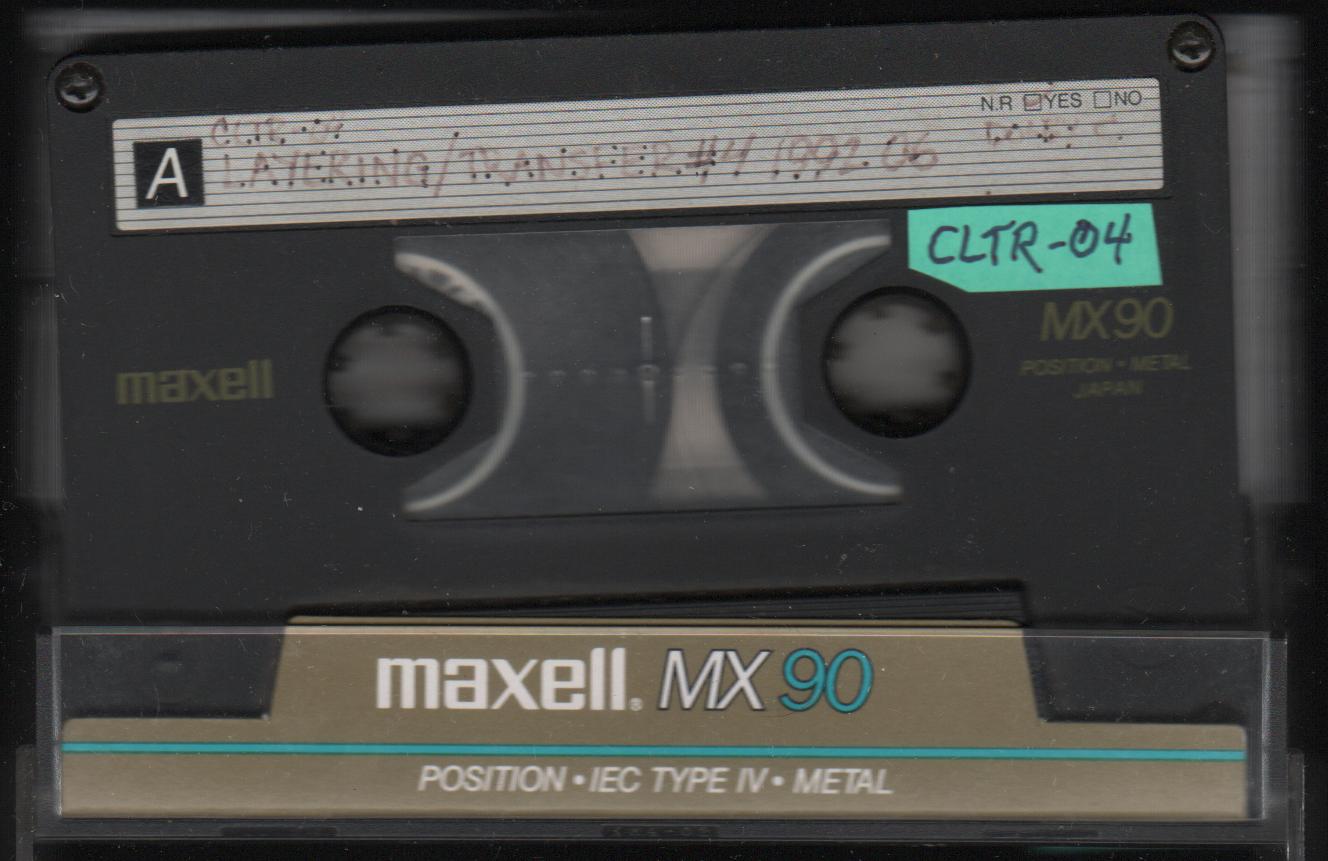 N.R ☑YES ☐NO
CLTR-04
A LAYERING/TRANSFER #4 1992 06
CLTR-04
MX90
POSITION • METAL
JAPAN
maxell
maxell® MX 90
POSITION • IEC TYPE IV • METAL